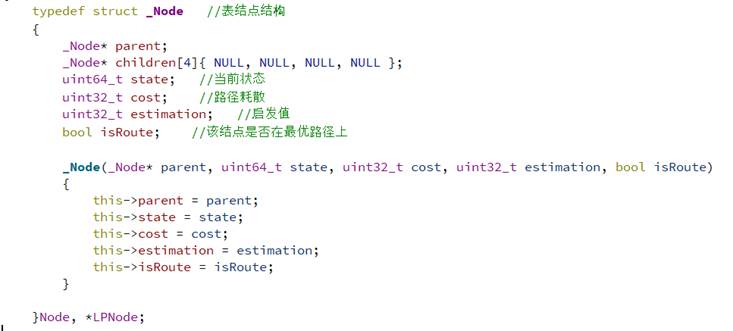 typedef struct _Node   //表结点结构
{
    _Node* parent;
    _Node* children[4]{ NULL, NULL, NULL, NULL };
    uint64_t state;   //当前状态
    uint32_t cost;    //路径耗散
    uint32_t estimation;   //启发值
    bool isRoute;    //该结点是否在最优路径上

    _Node(_Node* parent, uint64_t state, uint32_t cost, uint32_t estimation, bool isRoute)
    {
        this->parent = parent;
        this->state = state;
        this->cost = cost;
        this->estimation = estimation;
        this->isRoute = isRoute;
    }

}Node, *LPNode;